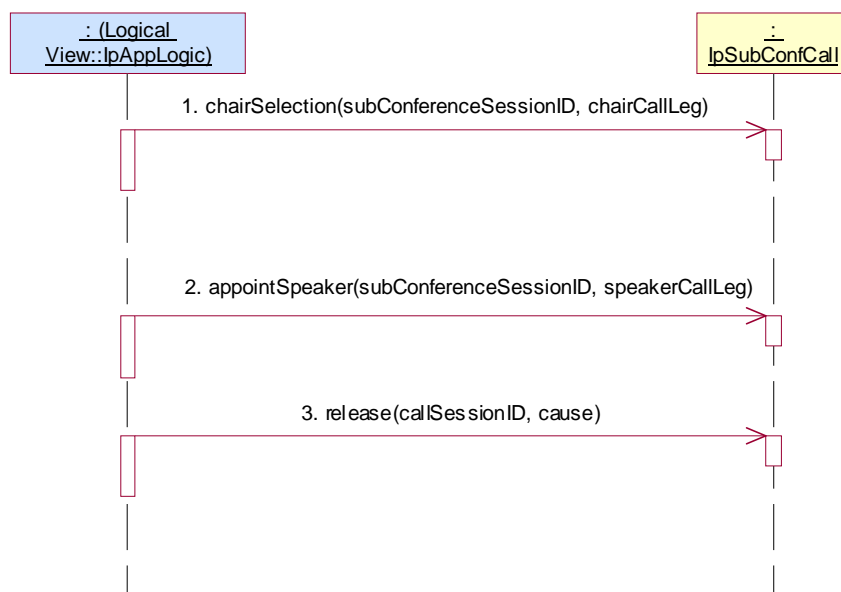 : (Logical
View::IpAppLogic)
:
IpSubConfCall
1. chairSelection(subConferenceSessionID, chairCallLeg)
2. appointSpeaker(subConferenceSessionID, speakerCallLeg)
3. release(callSessionID, cause)